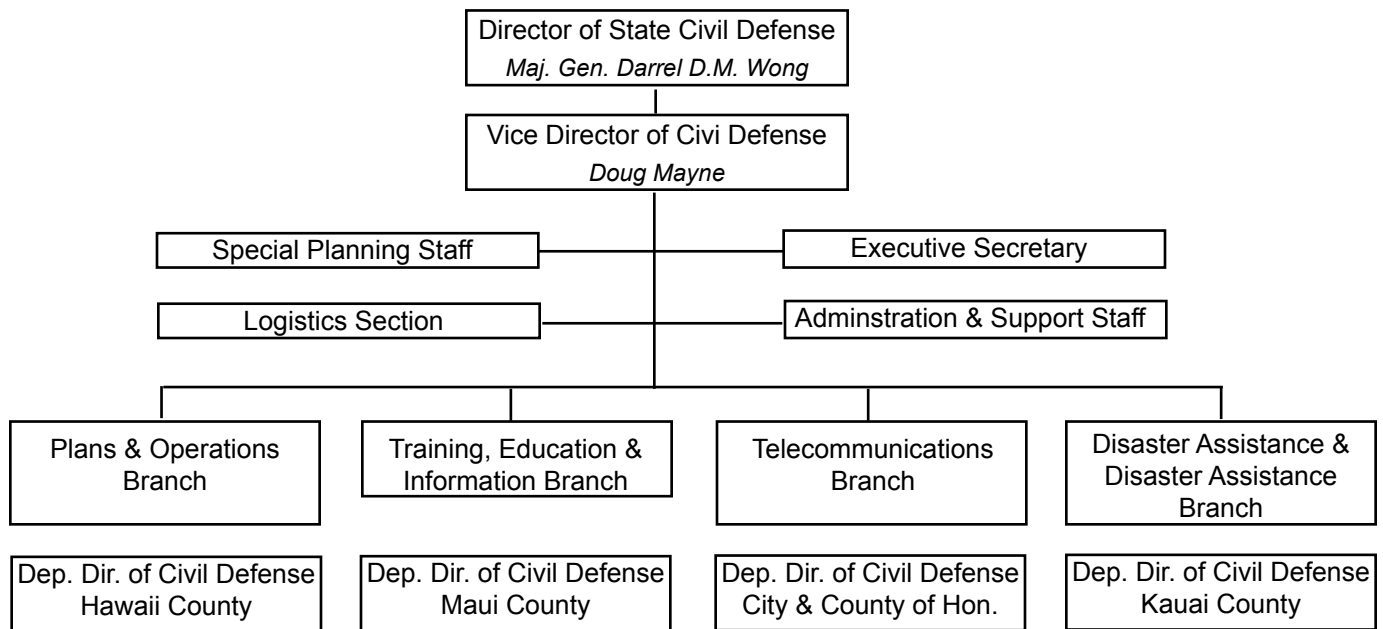 Director of State Civil Defense
Maj. Gen. Darrel D.M. Wong
Vice Director of Civi Defense
Doug Mayne
Special Planning Staff
Executive Secretary
Logistics Section
Adminstration & Support Staff
Plans & Operations
Branch
Training, Education &
Information Branch
Telecommunications
Branch
Disaster Assistance &
Disaster Assistance
Branch
Dep. Dir. of Civil Defense
Hawaii County
Dep. Dir. of Civil Defense
Maui County
Dep. Dir. of Civil Defense
City & County of Hon.
Dep. Dir. of Civil Defense
Kauai County